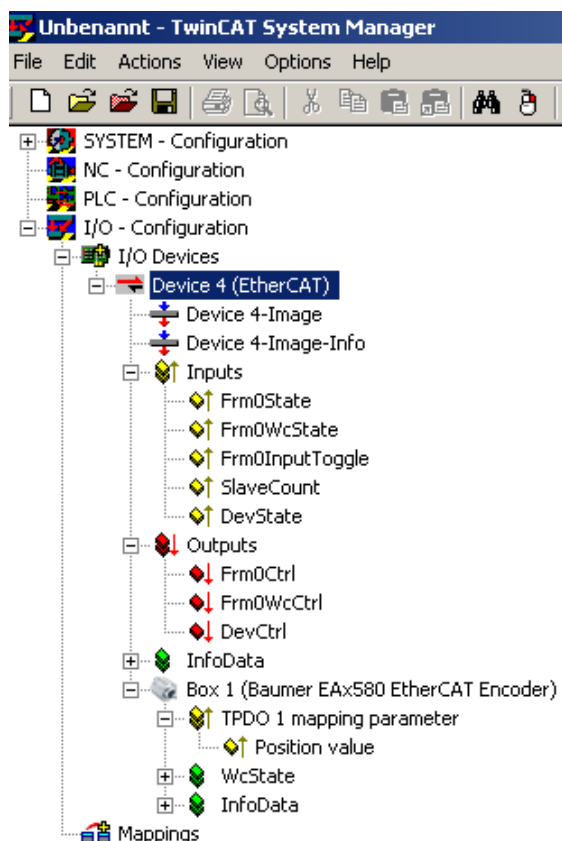 Unbenannt - TwinCAT System Manager
File Edit Actions View Options Help
SYSTEM - Configuration
NC - Configuration
PLC - Configuration
I/O - Configuration
I/O Devices
Device 4 (EtherCAT)
Device 4-Image
Device 4-Image-Info
Inputs
Frm0State
Frm0WcState
Frm0InputToggle
SlaveCount
DevState
Outputs
Frm0Ctrl
Frm0WcCtrl
DevCtrl
InfoData
Box 1 (Baumer EAx580 EtherCAT Encoder)
TPDO 1 mapping parameter
Position value
WcState
InfoData
Mappings